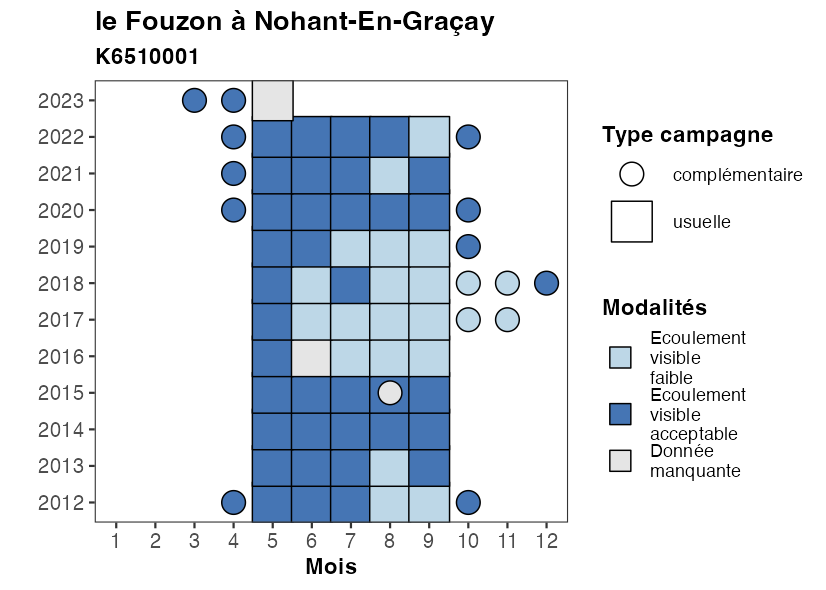 le Fouzon à Nohant-En-Graçay
K6510001
2023
2022
2021
2020
2019
2018
2017
2016
2015
2014
2013
2012
1 2 3 4 5 6 7 8 9 10 11 12
Mois
Type campagne
complémentaire
usuelle
Modalités
Ecoulement
visible
faible
Ecoulement
visible
acceptable
Donnée
manquante